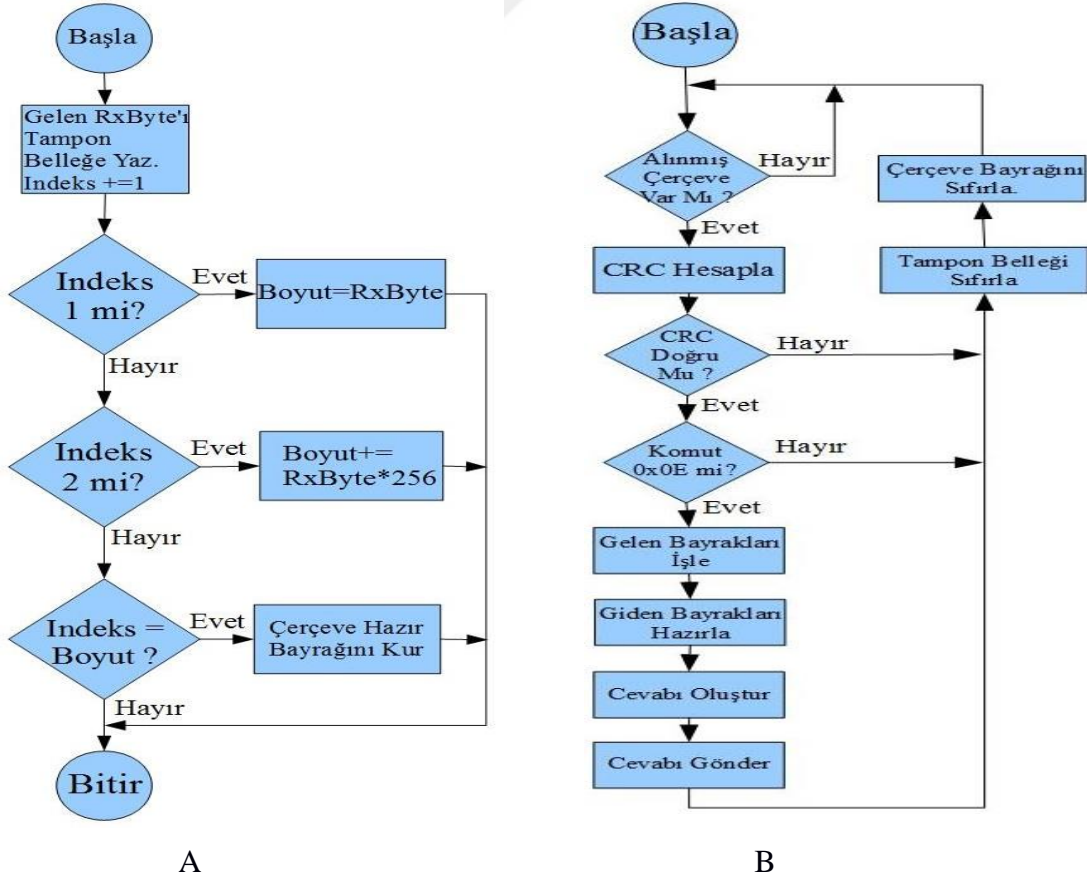 Başla
Gelen RxByte'ı
Tampon
Belleğe Yaz.
Indeks +=1
Indeks
1 mi?
Evet
Boyut=RxByte
Hayır
Indeks
2 mi?
Evet
Boyut+=
RxByte*256
Hayır
Indeks =
Boyut ?
Evet
Çerçeve Hazır
Bayrağını Kur
Hayır
Bitir
A
Başla
Alınmış
Çerçeve
Var Mı ?
Hayır
Evet
CRC Hesapla
CRC
Doğru
Mu ?
Hayır
Evet
Komut
0x0E mi?
Hayır
Evet
Gelen Bayrakları
İşle
Giden Bayrakları
Hazırla
Cevabı Oluştur
Cevabı Gönder
Çerçeve Bayrağını
Sıfırla.
Tampon Belleği
Sıfırla
B